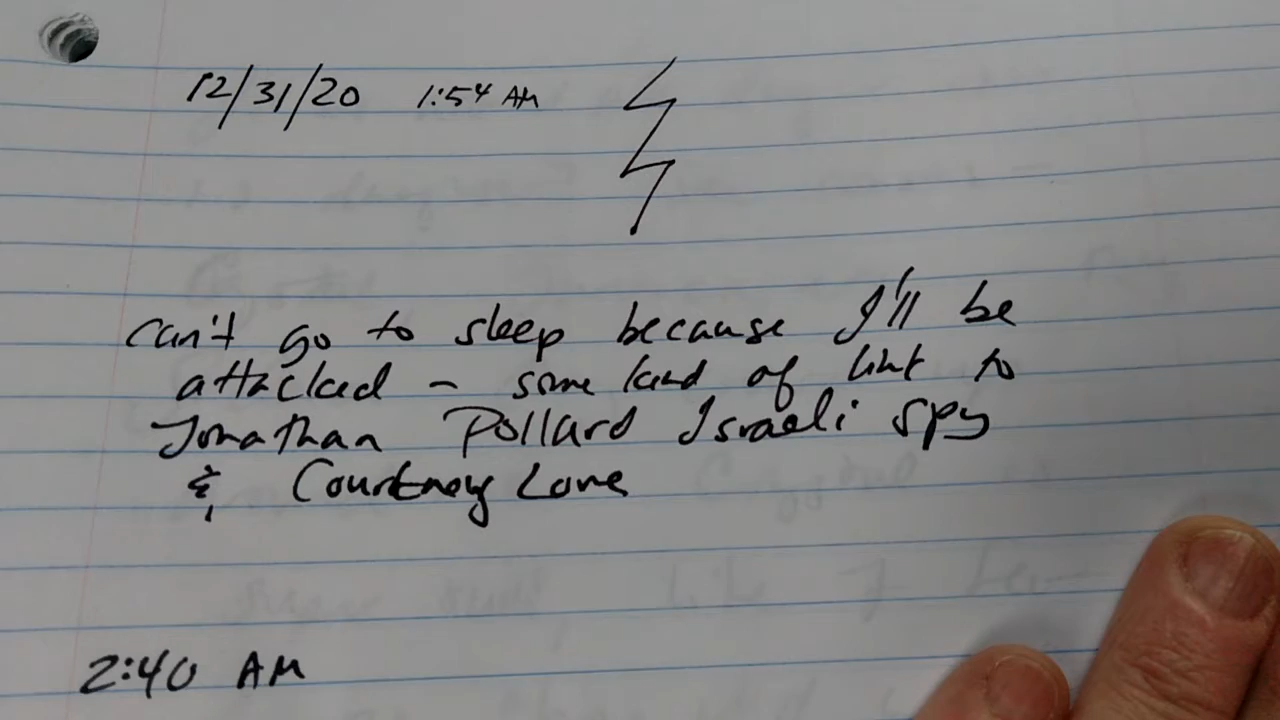 12/31/20 1:54 AM
can't go to sleep because I'll be
attacked - some kind of link to
Jonathan Pollard Israeli spy
& Courtney Love
2:40 AM